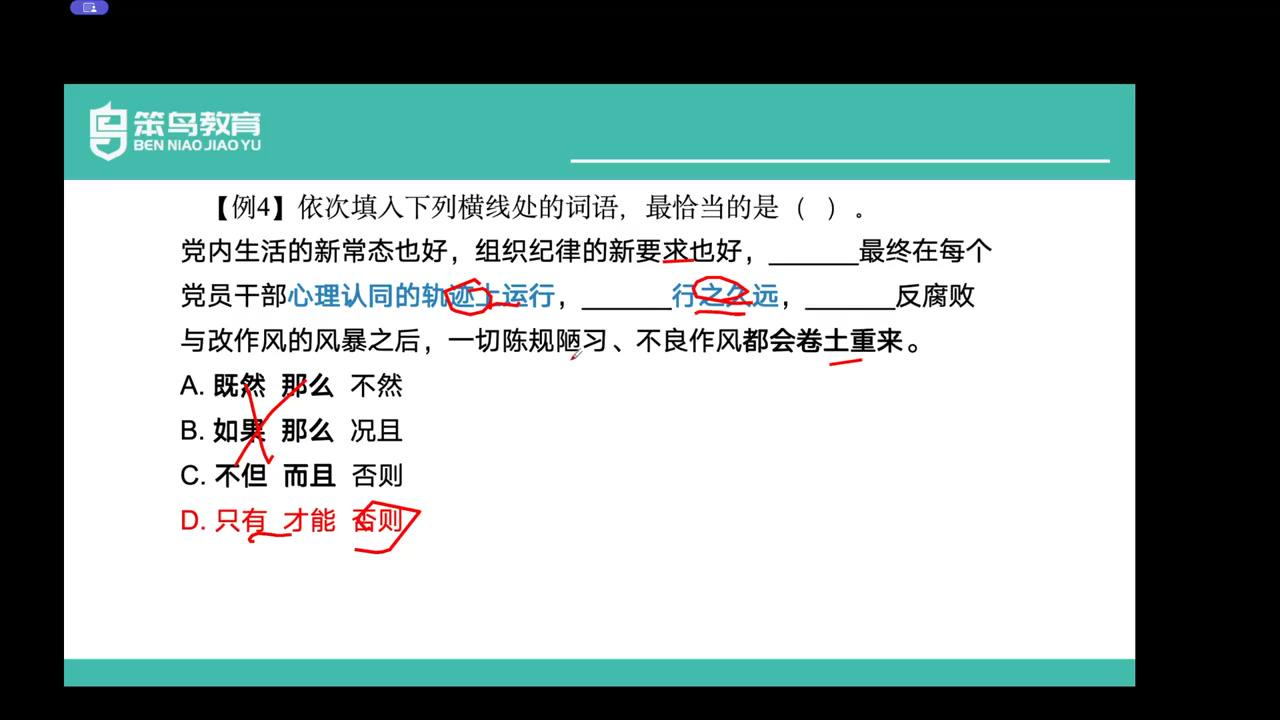 笨鸟教育
BEN NIAO JIAO YU
【例4】依次填入下列横线处的词语，最恰当的是（ ）。
党内生活的新常态也好，组织纪律的新要求也好，______最终在每个
党员干部心理认同的轨迹上运行，______行之久远，______反腐败
与改作风的风暴之后，一切陈规陋习、不良作风都会卷土重来。
A. 既然 那么 不然
B. 如果 那么 况且
C. 不但 而且 否则
D. 只有 才能 否则